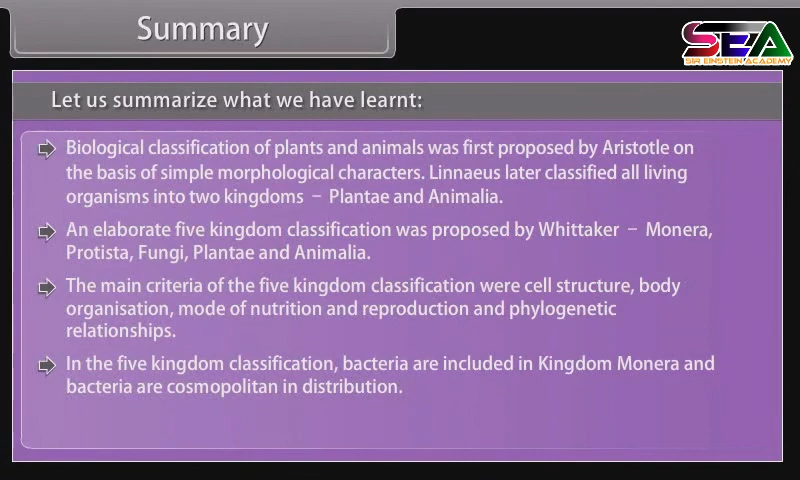 Summary
SEA
SIR EINSTEIN ACADEMY
Let us summarize what we have learnt:
Biological classification of plants and animals was first proposed by Aristotle on
the basis of simple morphological characters. Linnaeus later classified all living
organisms into two kingdoms – Plantae and Animalia.
An elaborate five kingdom classification was proposed by Whittaker – Monera,
Protista, Fungi, Plantae and Animalia.
The main criteria of the five kingdom classification were cell structure, body
organisation, mode of nutrition and reproduction and phylogenetic
relationships.
In the five kingdom classification, bacteria are included in Kingdom Monera and
bacteria are cosmopolitan in distribution.